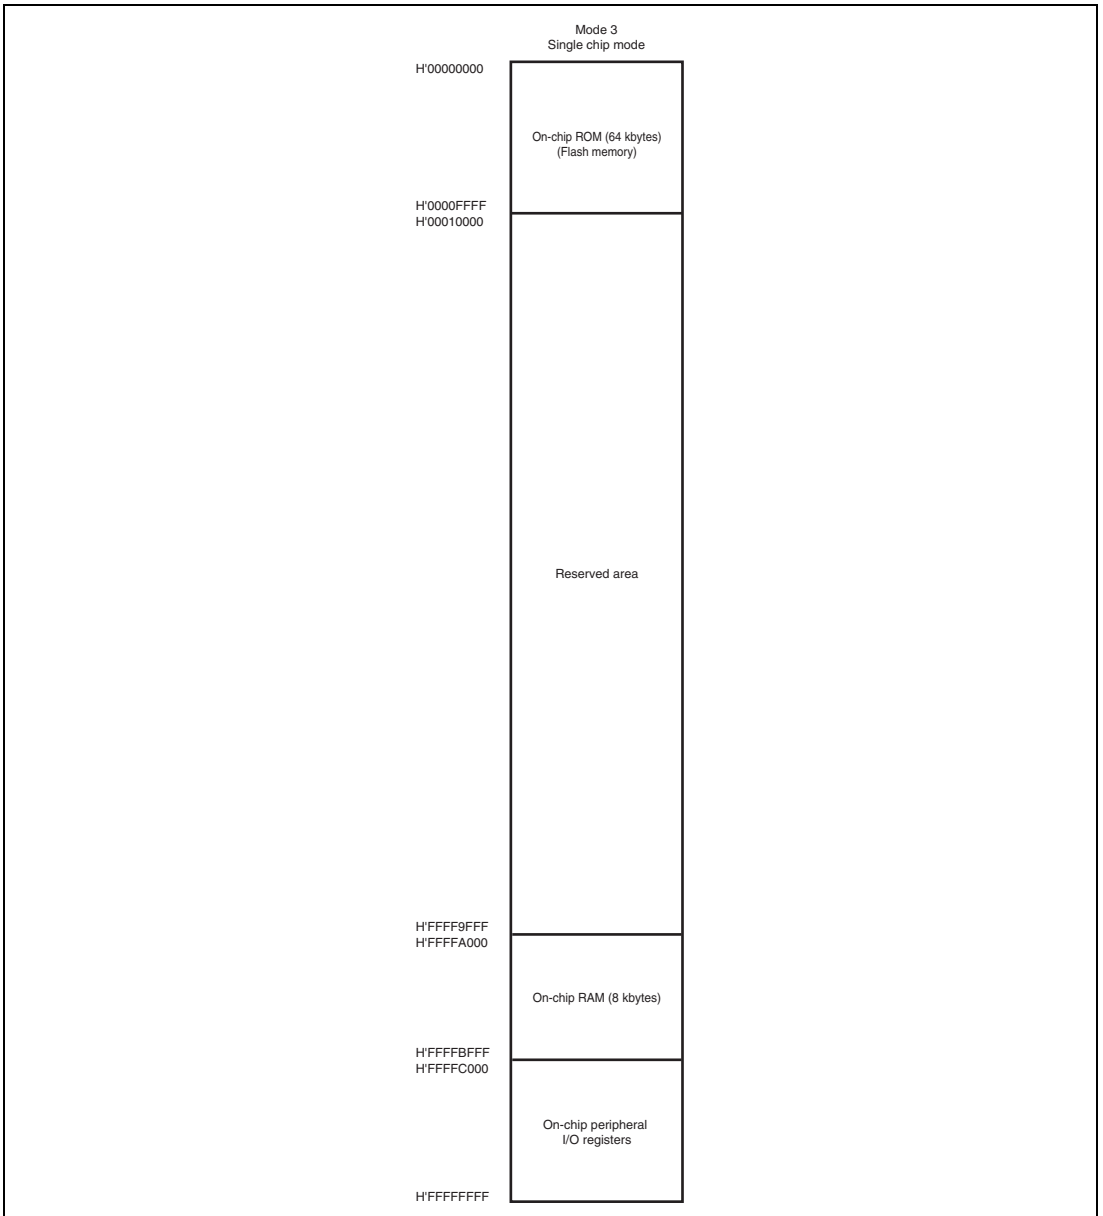 Mode 3
Single chip mode
H'00000000
On-chip ROM (64 kbytes)
(Flash memory)
H'0000FFFF
H'00010000
Reserved area
H'FFFF9FFF
H'FFFFA000
On-chip RAM (8 kbytes)
H'FFFFBFFF
H'FFFFC000
On-chip peripheral
I/O registers
H'FFFFFFFF